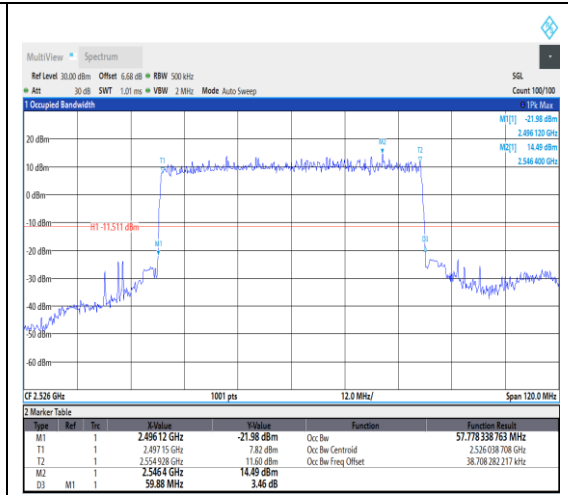 MultiView Spectrum
Ref Level 30.00 dBm Offset 6.68 dB RBW 500 kHz SGL
Att 30 dB SWT 1.01 ms VBW 2 MHz Mode Auto Sweep Count 100/100
1 Occupied Bandwidth 1Pk Max
M1[1] -21.98 dBm
2.496 120 GHz
M2[1] 14.49 dBm
2.546 400 GHz
20 dBm
M2
T1 T2
10 dBm
0 dBm
-10 dBm
H1 -11.511 dBm
M1 D3
-20 dBm
-30 dBm
-40 dBm
-50 dBm
-60 dBm
CF 2.526 GHz 1001 pts 12.0 MHz/ Span 120.0 MHz
2 Marker Table
Type Ref Trc X-Value Y-Value Function Function Result
M1 1 2.496 12 GHz -21.98 dBm Occ Bw 57.778 338 763 MHz
T1 1 2.497 15 GHz 7.82 dBm Occ Bw Centroid 2.526 038 708 GHz
T2 1 2.554 928 GHz 11.60 dBm Occ Bw Freq Offset 38.708 282 217 kHz
M2 1 2.546 4 GHz 14.49 dBm
D3 M1 1 59.88 MHz 3.46 dB